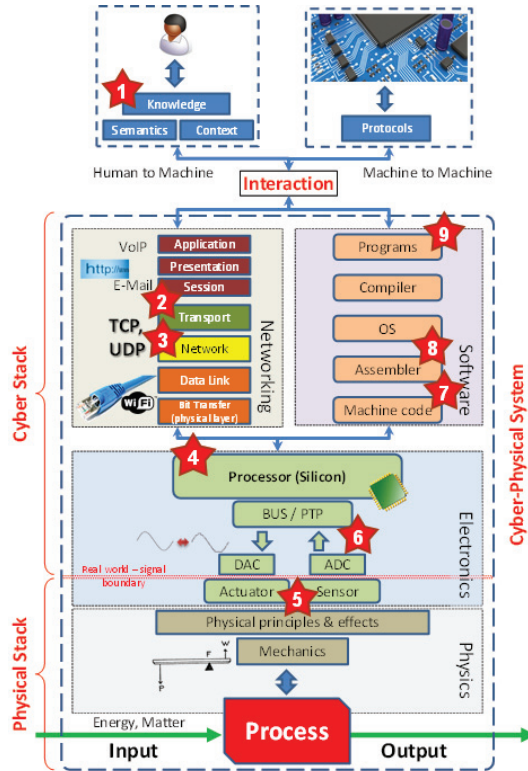 1
Knowledge
Semantics
Context
Protocols
Human to Machine
Machine to Machine
Interaction
Cyber Stack
VoIP
Application
http://
Presentation
E-Mail
Session
2
Transport
TCP,
UDP
3
Network
Data Link
WiFi
Bit Transfer
(physical layer)
Networking
9
Programs
Compiler
OS
8
Assembler
7
Machine code
Software
Cyber-Physical System
4
Processor (Silicon)
BUS / PTP
6
DAC
ADC
Electronics
Real world – signal
boundary
Actuator
Sensor
5
Physical Stack
Physical principles & effects
Mechanics
F
W
P
Physics
Energy, Matter
Process
Input
Output